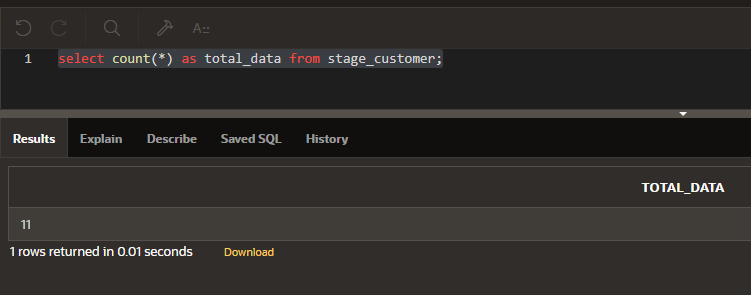 A::
1 select count(*) as total_data from stage_customer;
Results Explain Describe Saved SQL History
TOTAL_DATA
11
1 rows returned in 0.01 seconds Download